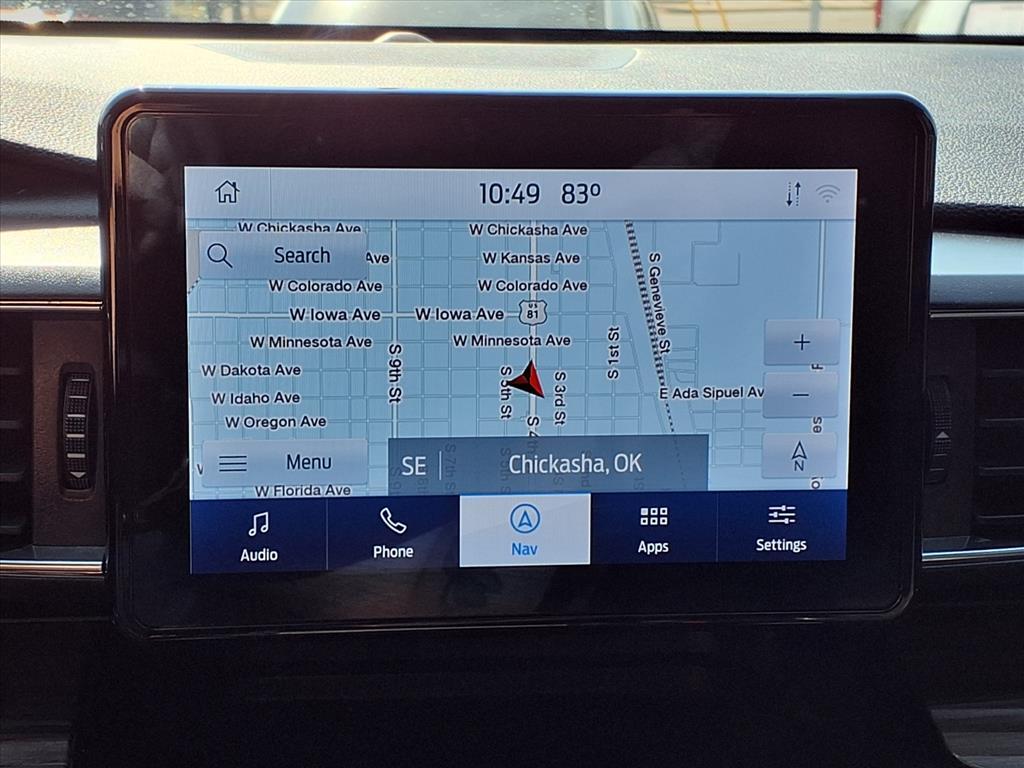 10:49 83º
W Chickasha Ave
W Chickasha Ave
Search
Ave
W Kansas Ave
W Colorado Ave
W Colorado Ave
W Iowa Ave
W Iowa Ave
US
81
W Minnesota Ave
W Minnesota Ave
S Genevieve St
S 1st St
S 9th St
W Dakota Ave
S 5th St
S 3rd St
W Idaho Ave
E Ada Sipuel Av
W Oregon Ave
N
Menu
SE
Chickasha, OK
W Florida Ave
Audio
Phone
Nav
Apps
Settings